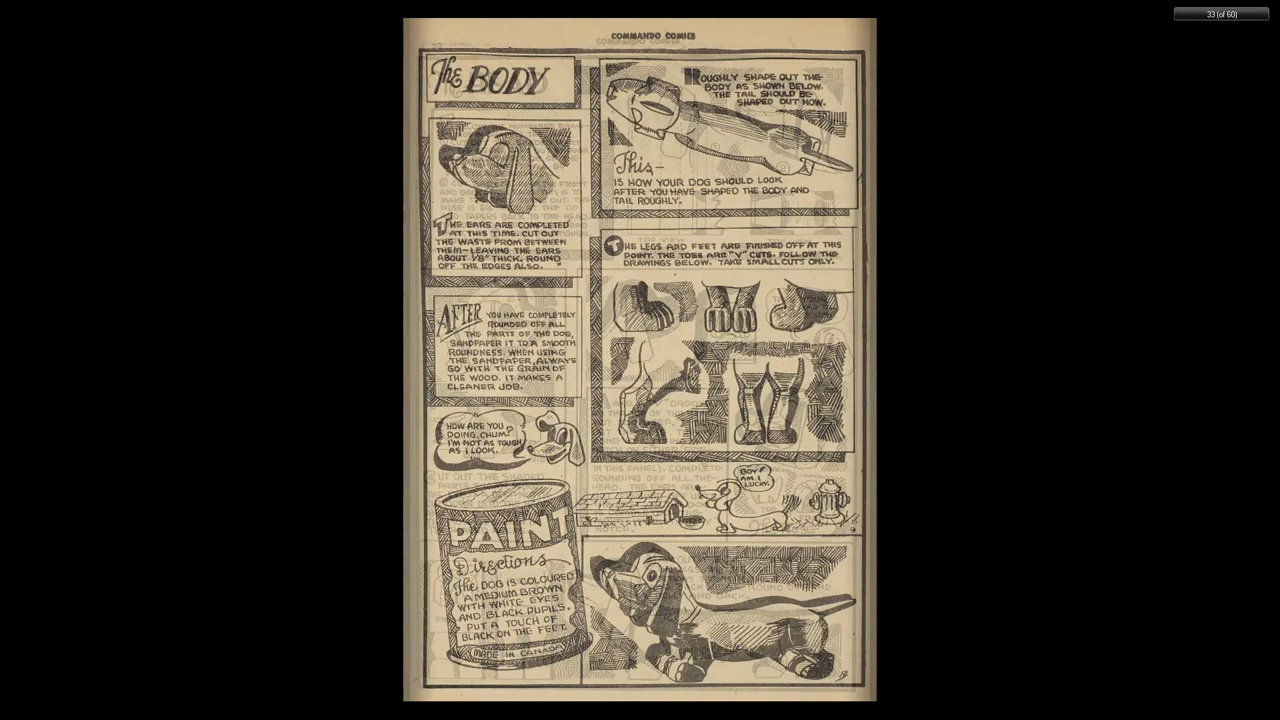 33 (of 60)
COMMANDO COMICS
The BODY
THE EARS ARE COMPLETED
AT THIS TIME. CUT OUT
THE WASTE FROM BETWEEN
THEM—LEAVING THE EARS
ABOUT 1/8" THICK. ROUND
OFF THE EDGES ALSO.
AFTER YOU HAVE COMPLETELY
ROUNDED OFF ALL
THE PARTS OF THE DOG,
SANDPAPER IT TO A SMOOTH
ROUNDNESS. WHEN USING
THE SANDPAPER, ALWAYS
GO WITH THE GRAIN OF
THE WOOD. IT MAKES A
CLEANER JOB.
HOW ARE YOU
DOING, CHUM?
I'M NOT AS TOUGH
AS I LOOK.
PAINT
Directions
The DOG IS COLOURED
A MEDIUM BROWN
WITH WHITE EYES
AND BLACK PUPILS.
PUT A TOUCH OF
BLACK ON THE FEET.
MADE IN CANADA
ROUGHLY SHAPE OUT THE
BODY AS SHOWN BELOW.
THE TAIL SHOULD BE
SHAPED OUT NOW.
This—
IS HOW YOUR DOG SHOULD LOOK
AFTER YOU HAVE SHAPED THE BODY AND
TAIL ROUGHLY.
THE LEGS AND FEET ARE FINISHED OFF AT THIS
POINT. THE TOES ARE "V" CUTS. FOLLOW THE
DRAWINGS BELOW. TAKE SMALL CUTS ONLY.
BOY!
AM I
LUCKY.